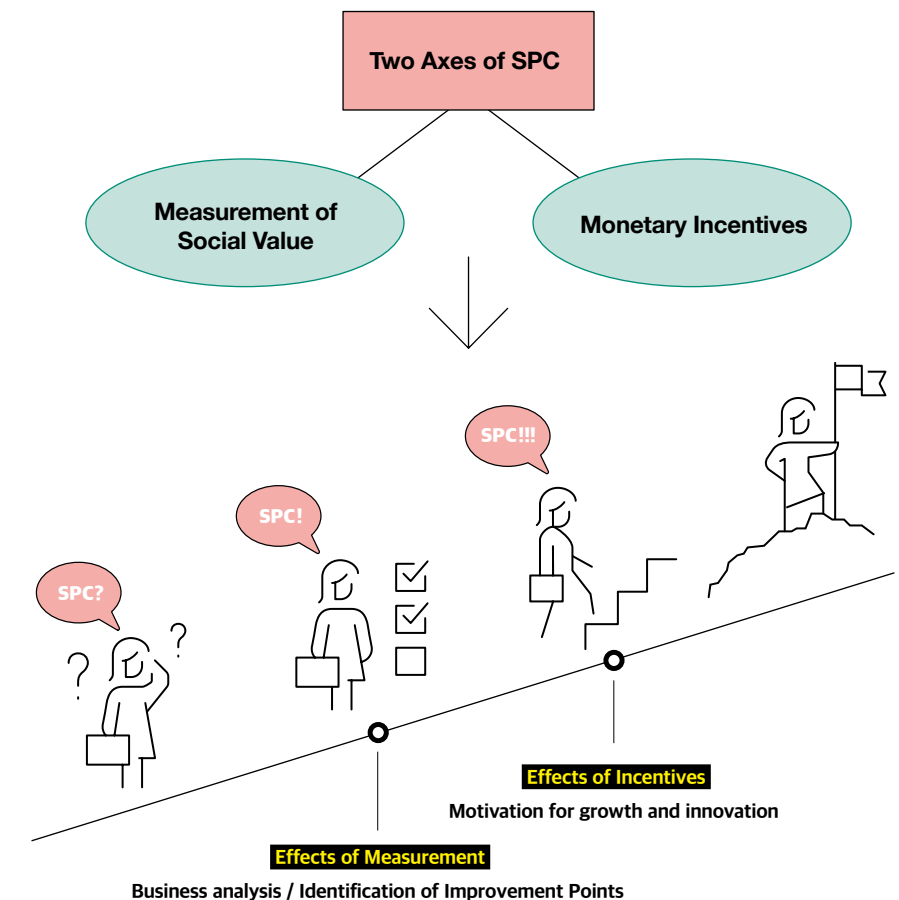 Two Axes of SPC
Measurement of
Social Value
Monetary Incentives
SPC?
SPC!
SPC!!!
?
?
Effects of Incentives
Motivation for growth and innovation
Effects of Measurement
Business analysis / Identification of Improvement Points